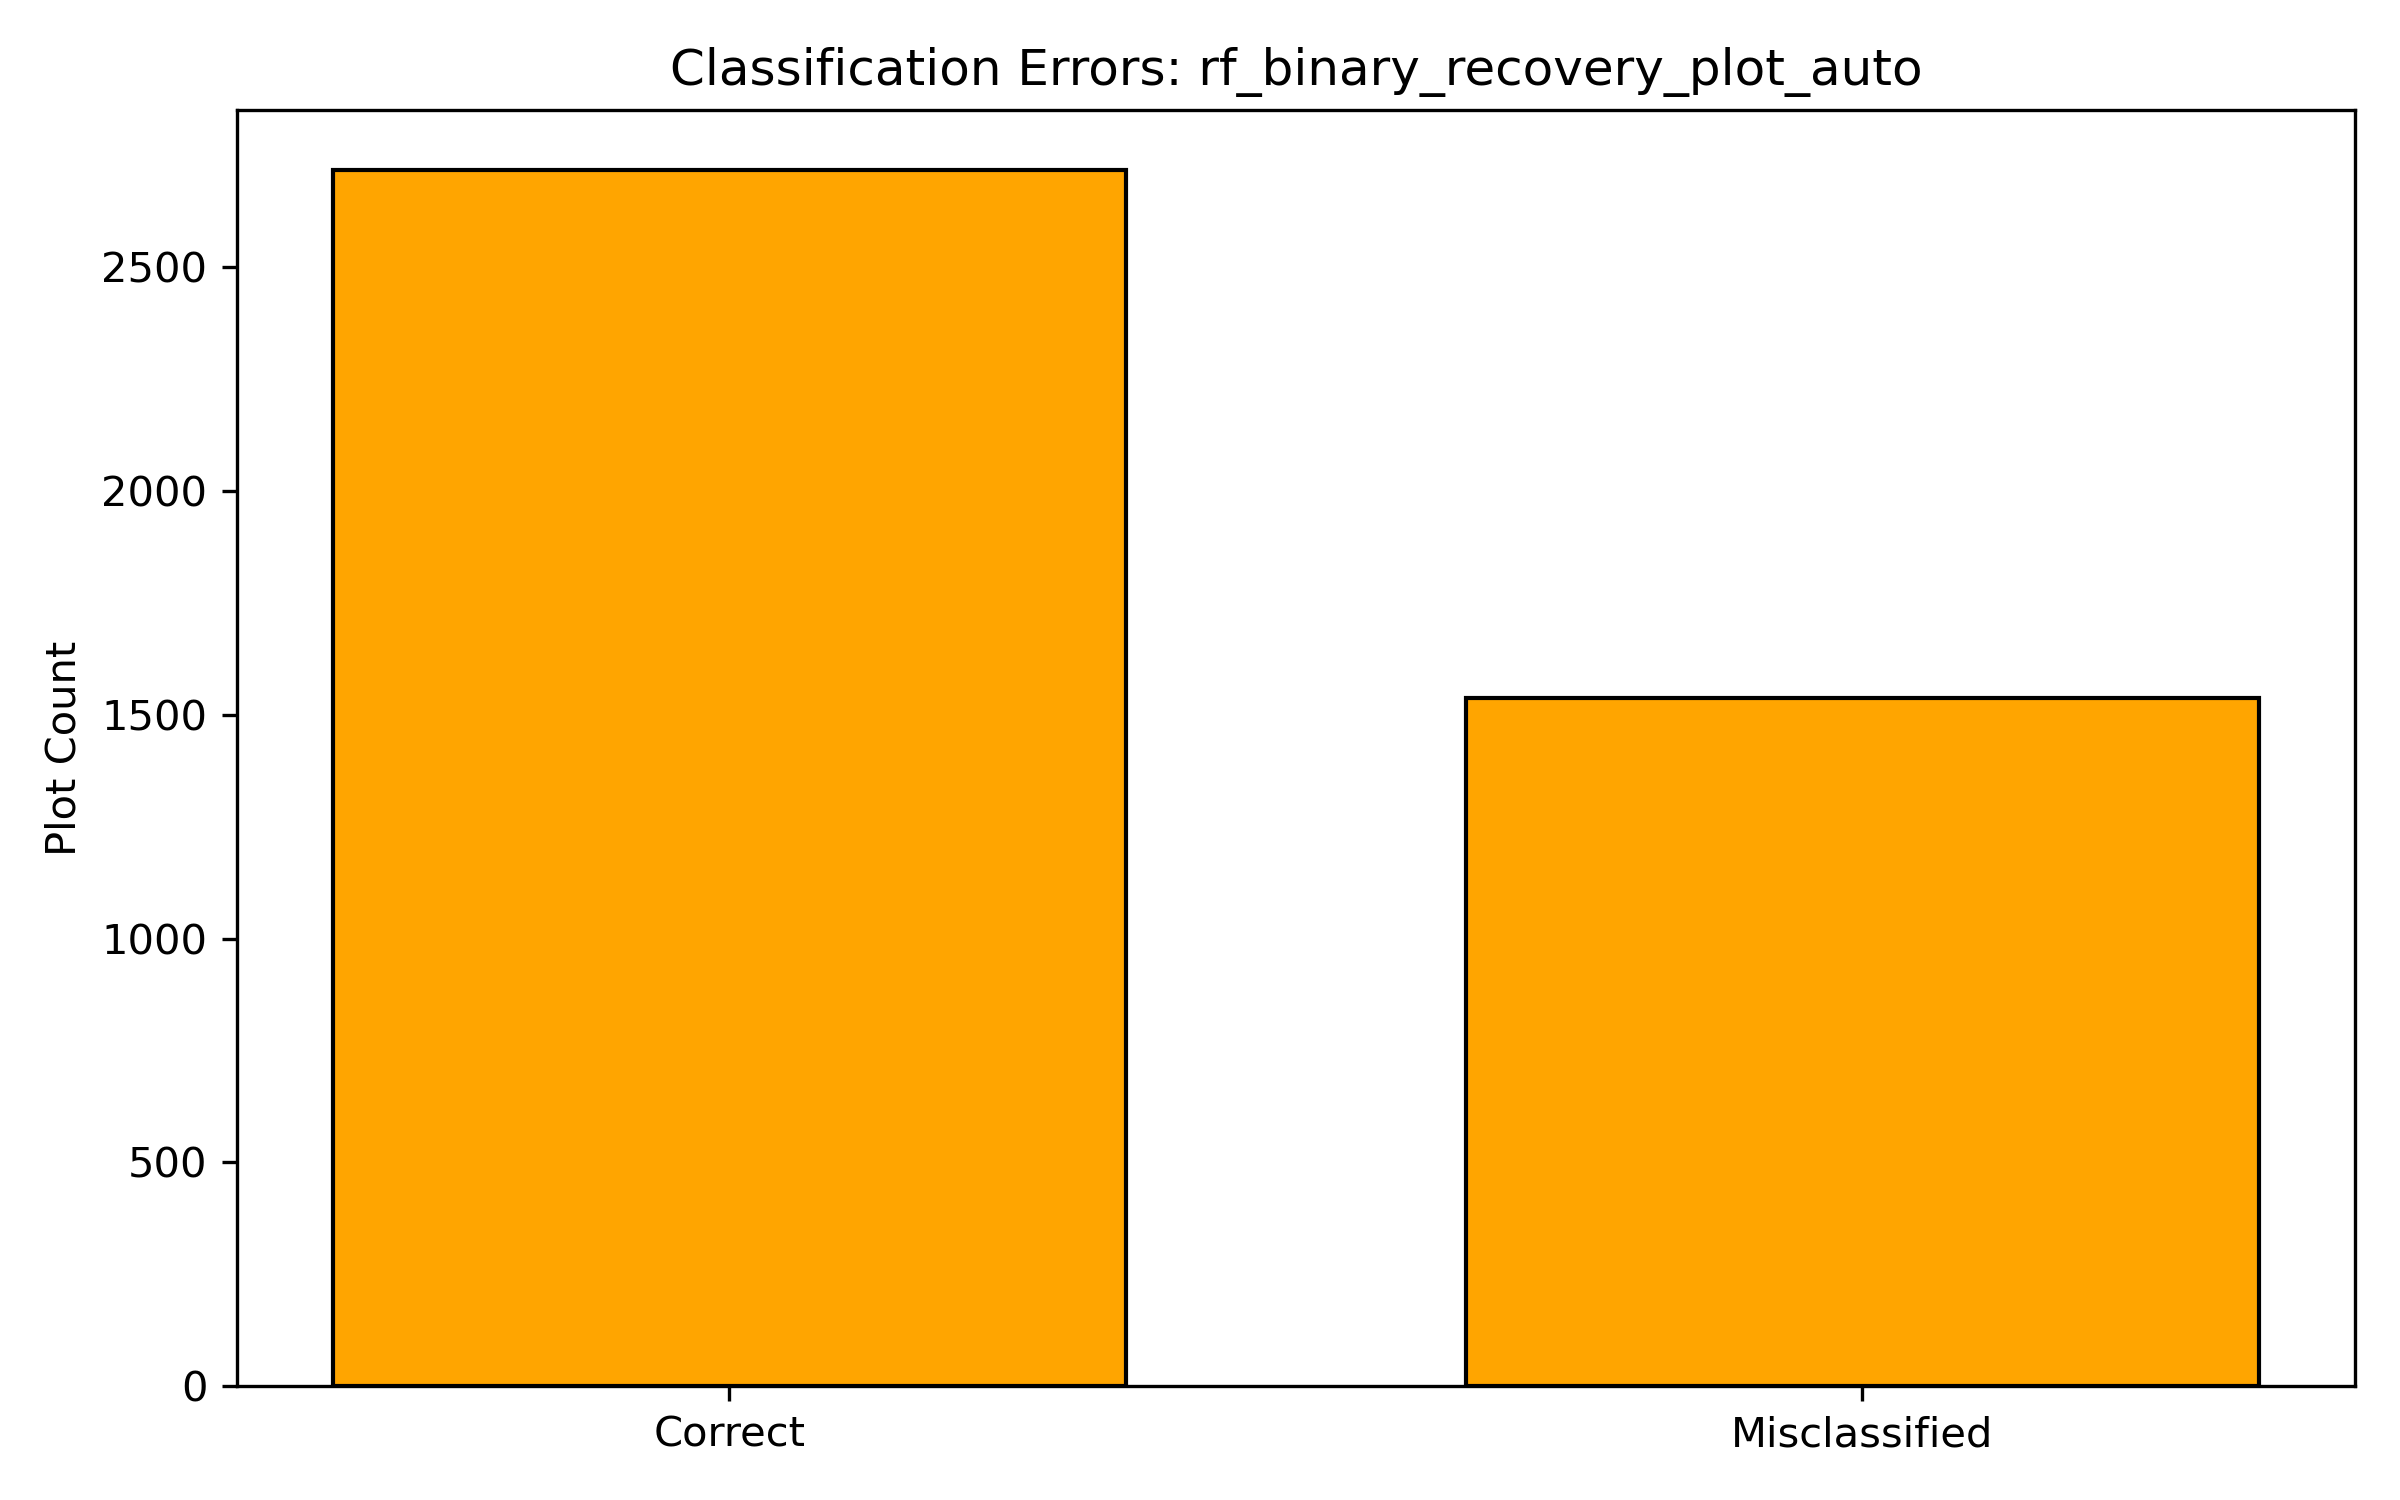 Classification Errors: rf_binary_recovery_plot_auto
Plot Count
2500
2000
1500
1000
500
0
Correct
Misclassified